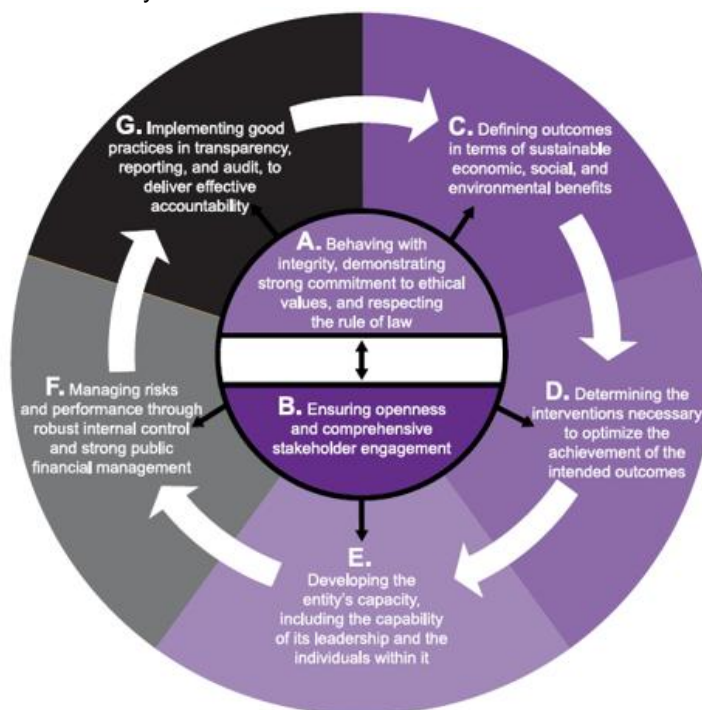 A. Behaving with
integrity, demonstrating
strong commitment to ethical
values, and respecting
the rule of law
B. Ensuring openness
and comprehensive
stakeholder engagement
C. Defining outcomes
in terms of sustainable
economic, social, and
environmental benefits
D. Determining the
interventions necessary
to optimize the
achievement of the
intended outcomes
E.
Developing the
entity's capacity,
including the capability
of its leadership and the
individuals within it
F. Managing risks
and performance through
robust internal control
and strong public
financial management
G. Implementing good
practices in transparency,
reporting, and audit, to
deliver effective
accountability